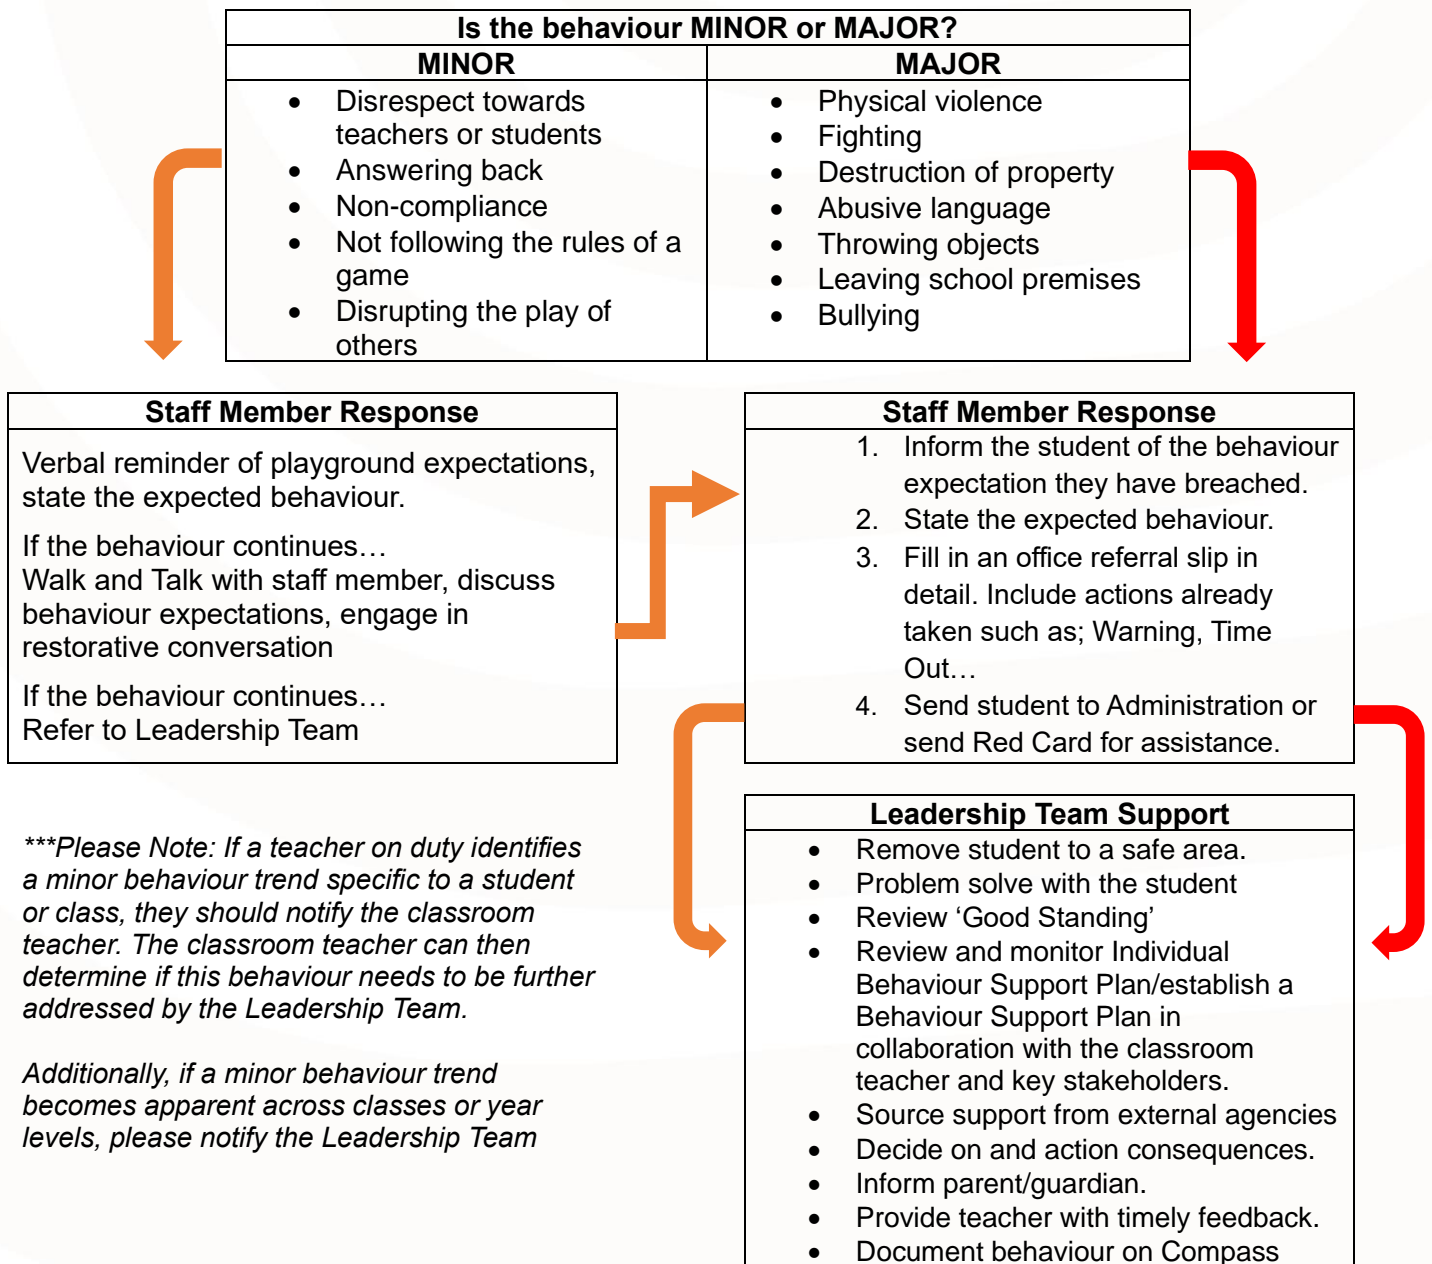 Is the behaviour MINOR or MAJOR?
MINOR
• Disrespect towards
teachers or students
• Answering back
• Non-compliance
• Not following the rules of a
game
• Disrupting the play of
others
MAJOR
• Physical violence
• Fighting
• Destruction of property
• Abusive language
• Throwing objects
• Leaving school premises
• Bullying
Staff Member Response
Verbal reminder of playground expectations,
state the expected behaviour.
If the behaviour continues…
Walk and Talk with staff member, discuss
behaviour expectations, engage in
restorative conversation
If the behaviour continues…
Refer to Leadership Team
Staff Member Response
1. Inform the student of the behaviour
expectation they have breached.
2. State the expected behaviour.
3. Fill in an office referral slip in
detail. Include actions already
taken such as; Warning, Time
Out…
4. Send student to Administration or
send Red Card for assistance.
***Please Note: If a teacher on duty identifies
a minor behaviour trend specific to a student
or class, they should notify the classroom
teacher. The classroom teacher can then
determine if this behaviour needs to be further
addressed by the Leadership Team.
Additionally, if a minor behaviour trend
becomes apparent across classes or year
levels, please notify the Leadership Team
Leadership Team Support
• Remove student to a safe area.
• Problem solve with the student
• Review ‘Good Standing’
• Review and monitor Individual
Behaviour Support Plan/establish a
Behaviour Support Plan in
collaboration with the classroom
teacher and key stakeholders.
• Source support from external agencies
• Decide on and action consequences.
• Inform parent/guardian.
• Provide teacher with timely feedback.
• Document behaviour on Compass